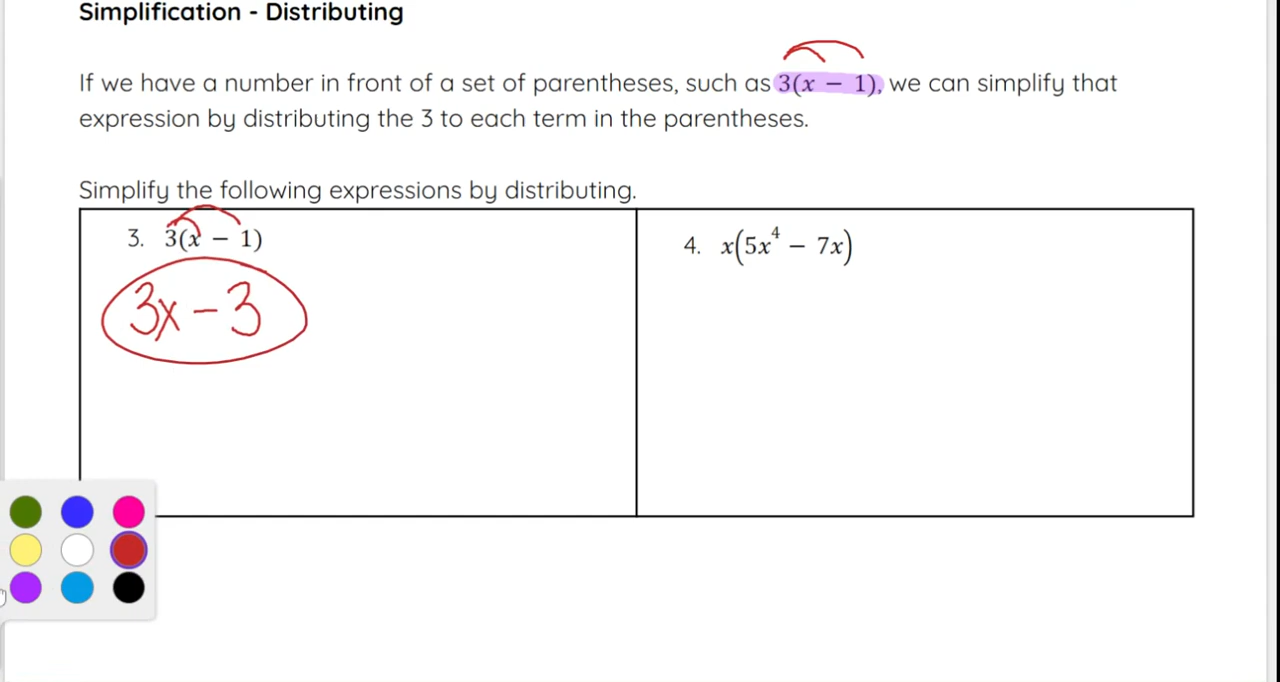 Simplification - Distributing
If we have a number in front of a set of parentheses, such as 3(x − 1), we can simplify that
expression by distributing the 3 to each term in the parentheses.
Simplify the following expressions by distributing.
3. 3(x − 1)
3x − 3
4. x(5x⁴ − 7x)